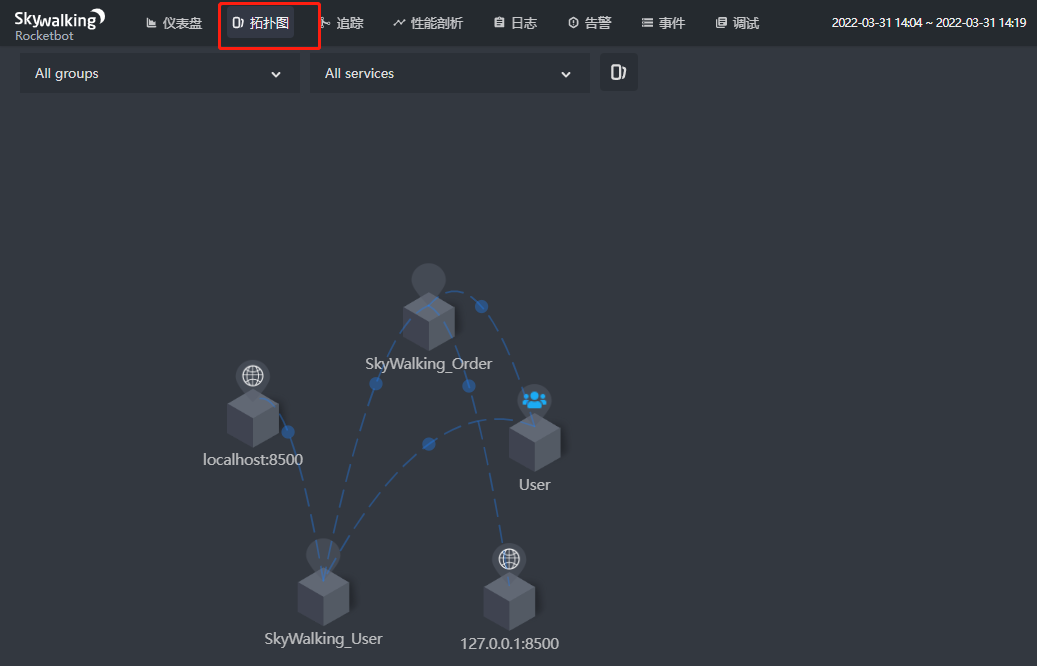 Skywalking
Rocketbot
仪表盘 拓扑图 追踪 性能剖析 日志 告警 事件 调试 2022-03-31 14:04 ~ 2022-03-31 14:19
All groups All services
SkyWalking_Order
localhost:8500
User
SkyWalking_User
127.0.0.1:8500